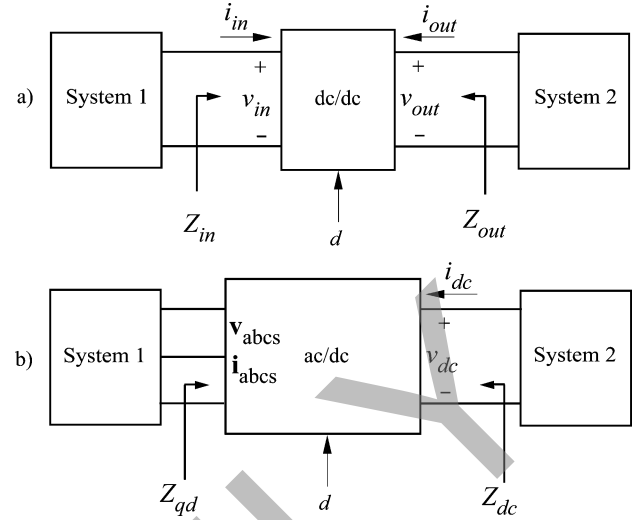 i_in i_out
a) System 1 + v_in − dc/dc + v_out − System 2
Z_in d Z_out
i_dc
b) System 1 v_abcs i_abcs ac/dc + v_dc − System 2
Z_qd d Z_dc